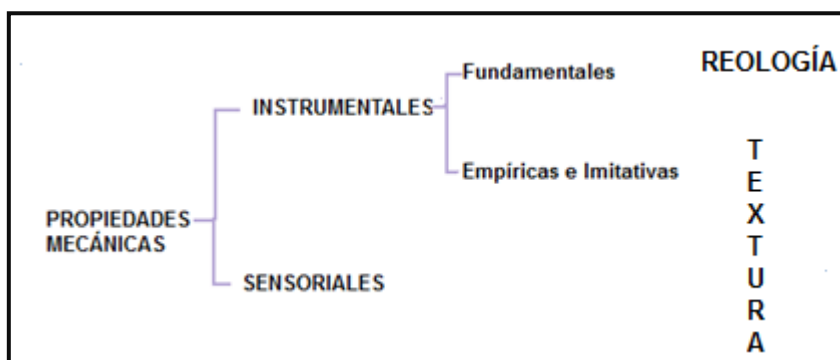 Fundamentales
REOLOGÍA
INSTRUMENTALES
Empíricas e Imitativas
PROPIEDADES
MECÁNICAS
SENSORIALES
T
E
X
T
U
R
A